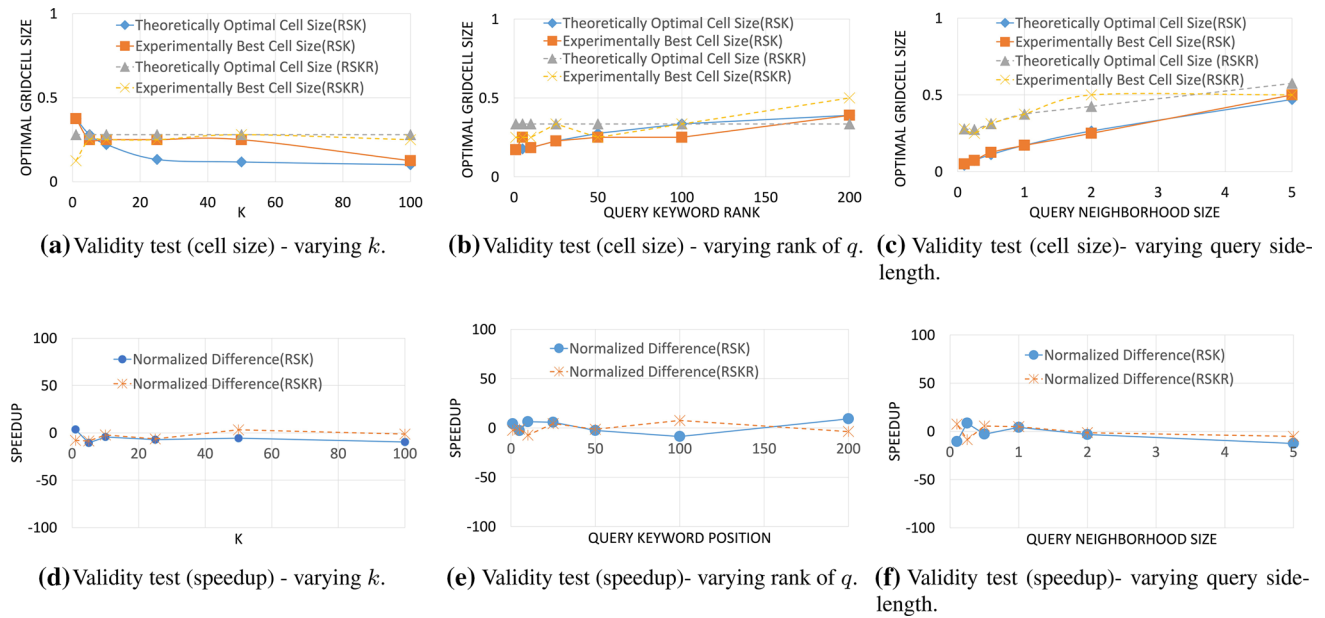 1
0.5
0
OPTIMAL GRIDCELL SIZE
Theoretically Optimal Cell Size(RSK)
Experimentally Best Cell Size(RSK)
Theoretically Optimal Cell Size (RSKR)
Experimentally Best Cell Size(RSKR)
0 20 40 60 80 100
K
(a) Validity test (cell size) - varying k.
1
0.5
0
OPTIMAL GRIDCELL SIZE
Theoretically Optimal Cell Size(RSK)
Experimentally Best Cell Size(RSK)
Theoretically Optimal Cell Size (RSKR)
Experimentally Best Cell Size(RSKR)
0 50 100 150 200
QUERY KEYWORD RANK
(b) Validity test (cell size) - varying rank of q.
1
0.5
0
OPTIMAL GRIDCELL SIZE
Theoretically Optimal Cell Size(RSK)
Experimentally Best Cell Size(RSK)
Theoretically Optimal Cell Size (RSKR)
Experimentally Best Cell Size(RSKR)
0 1 2 3 4 5
QUERY NEIGHBORHOOD SIZE
(c) Validity test (cell size)- varying query side-
length.
100
50
0
-50
-100
SPEEDUP
Normalized Difference(RSK)
Normalized Difference(RSKR)
0 20 40 60 80 100
K
(d) Validity test (speedup) - varying k.
100
50
0
-50
-100
SPEEDUP
Normalized Difference(RSK)
Normalized Difference(RSKR)
0 50 100 150 200
QUERY KEYWORD POSITION
(e) Validity test (speedup)- varying rank of q.
100
50
0
-50
-100
SPEEDUP
Normalized Difference(RSK)
Normalized Difference(RSKR)
0 1 2 3 4 5
QUERY NEIGHBORHOOD SIZE
(f) Validity test (speedup)- varying query side-
length.